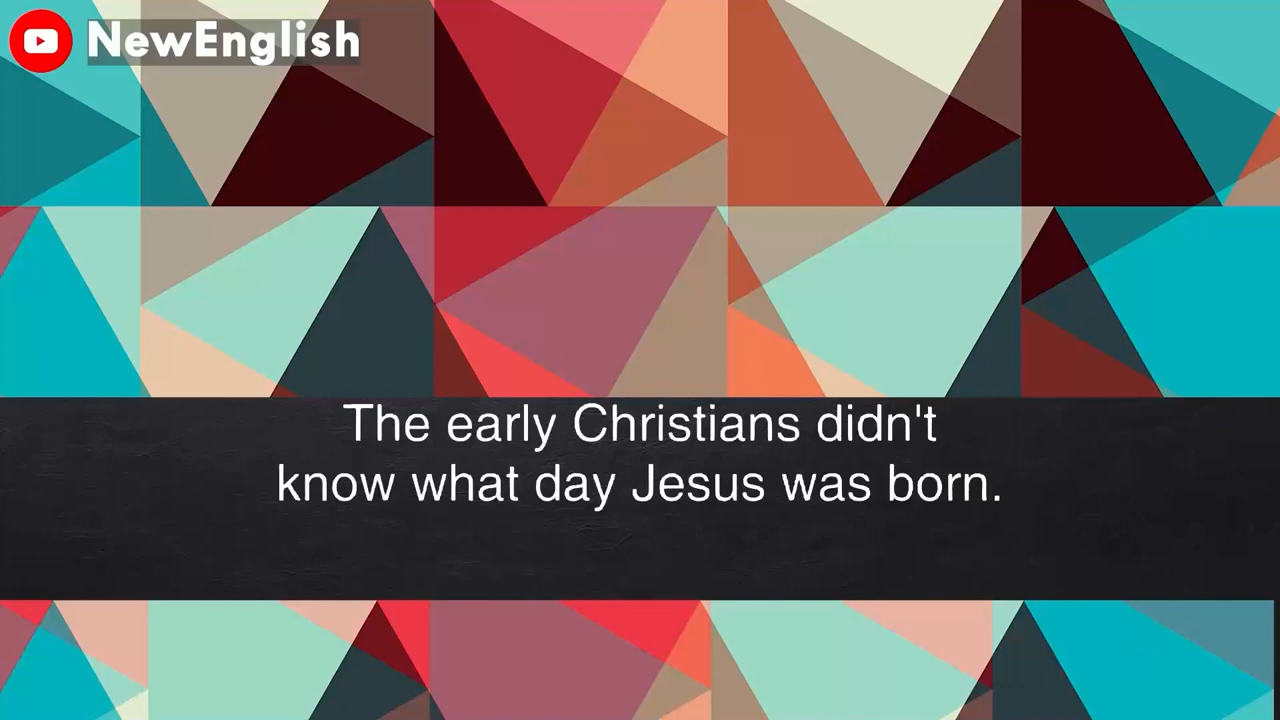 NewEnglish
The early Christians didn't
know what day Jesus was born.